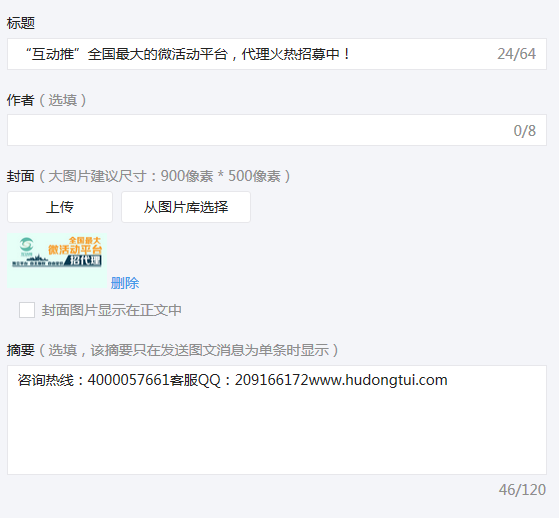 标题
“互动推”全国最大的微活动平台，代理火热招募中！
24/64
作者（选填）
0/8
封面（大图片建议尺寸：900像素 * 500像素）
上传
从图片库选择
全国最大
微活动平台
招代理
删除
封面图片显示在正文中
摘要（选填，该摘要只在发送图文消息为单条时显示）
咨询热线：4000057661客服QQ：209166172www.hudongtui.com
46/120